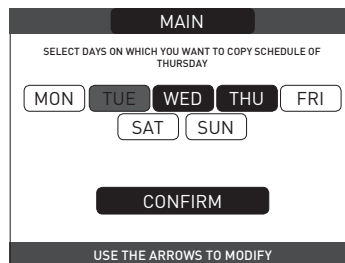 MAIN
SELECT DAYS ON WHICH YOU WANT TO COPY SCHEDULE OF
THURSDAY
MON TUE WED THU FRI
SAT SUN
CONFIRM
USE THE ARROWS TO MODIFY